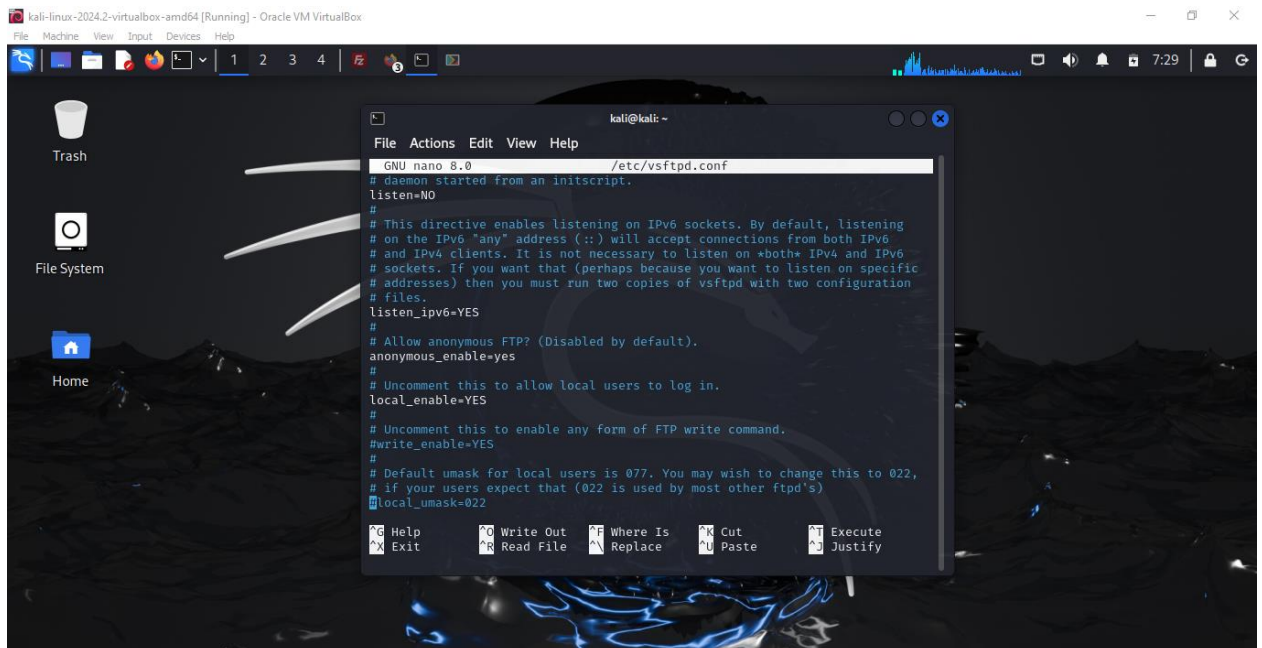 kali-linux-2024.2-virtualbox-amd64 [Running] - Oracle VM VirtualBox
File Machine View Input Devices Help
1 2 3 4
3
7:29
Trash
File System
Home
kali@kali: ~
File Actions Edit View Help
GNU nano 8.0 /etc/vsftpd.conf
# daemon started from an initscript.
listen=NO
#
# This directive enables listening on IPv6 sockets. By default, listening
# on the IPv6 "any" address (::) will accept connections from both IPv6
# and IPv4 clients. It is not necessary to listen on *both* IPv4 and IPv6
# sockets. If you want that (perhaps because you want to listen on specific
# addresses) then you must run two copies of vsftpd with two configuration
# files.
listen_ipv6=YES
#
# Allow anonymous FTP? (Disabled by default).
anonymous_enable=yes
#
# Uncomment this to allow local users to log in.
local_enable=YES
#
# Uncomment this to enable any form of FTP write command.
#write_enable=YES
#
# Default umask for local users is 077. You may wish to change this to 022,
# if your users expect that (022 is used by most other ftpd's)
#local_umask=022
^G Help ^O Write Out ^F Where Is ^K Cut ^T Execute
^X Exit ^R Read File ^\ Replace ^U Paste ^J Justify